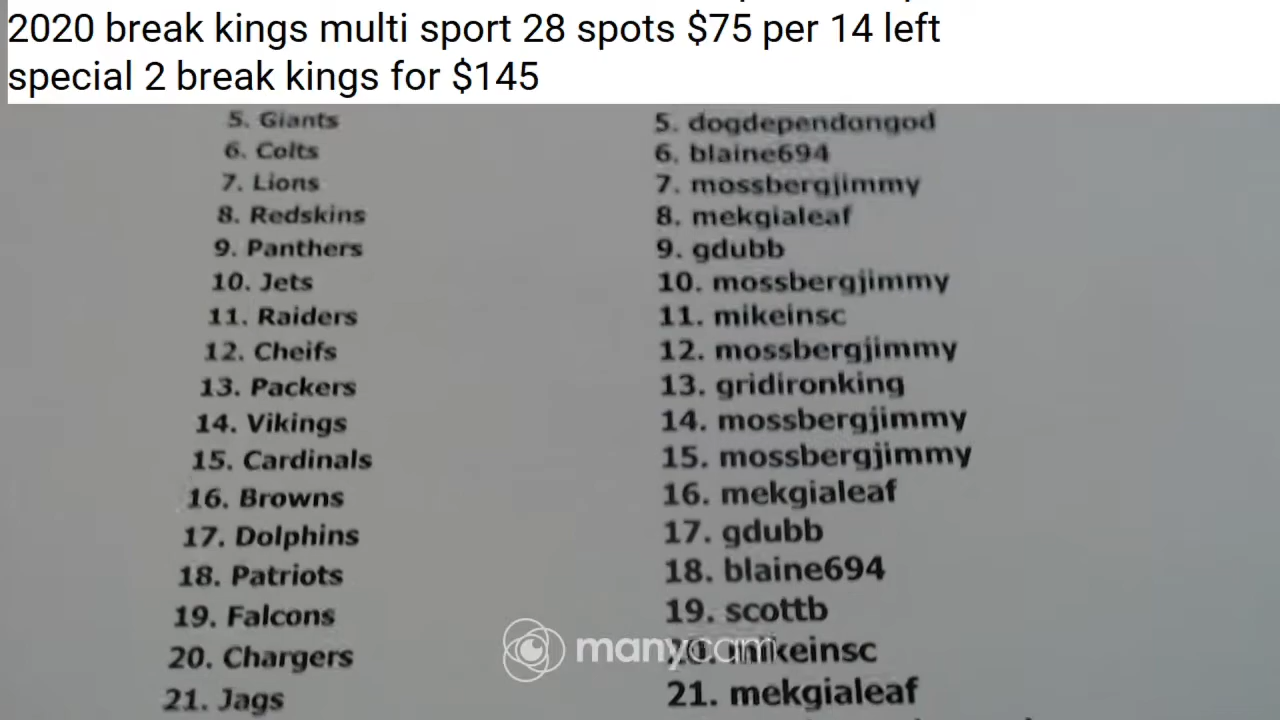 2020 break kings multi sport 28 spots $75 per 14 left
special 2 break kings for $145
5. Giants 5. dogdependangod
6. Colts 6. blaine694
7. Lions 7. mossbergjimmy
8. Redskins 8. mekgialeaf
9. Panthers 9. gdubb
10. Jets 10. mossbergjimmy
11. Raiders 11. mikeinsc
12. Cheifs 12. mossbergjimmy
13. Packers 13. gridironking
14. Vikings 14. mossbergjimmy
15. Cardinals 15. mossbergjimmy
16. Browns 16. mekgialeaf
17. Dolphins 17. gdubb
18. Patriots 18. blaine694
19. Falcons 19. scottb
20. Chargers 20. mikeinsc
manycam
21. Jags 21. mekgialeaf